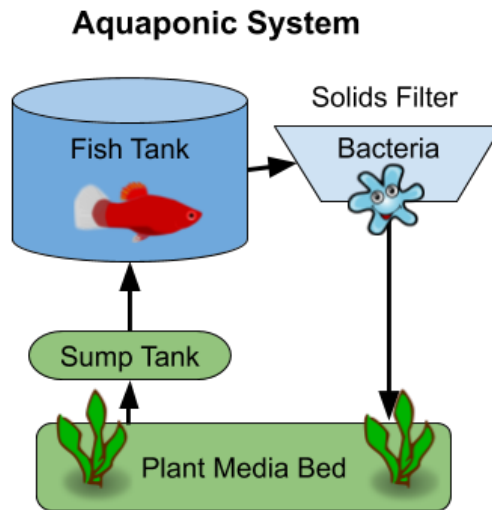 Aquaponic System
Solids Filter
Fish Tank
Bacteria
Sump Tank
Plant Media Bed